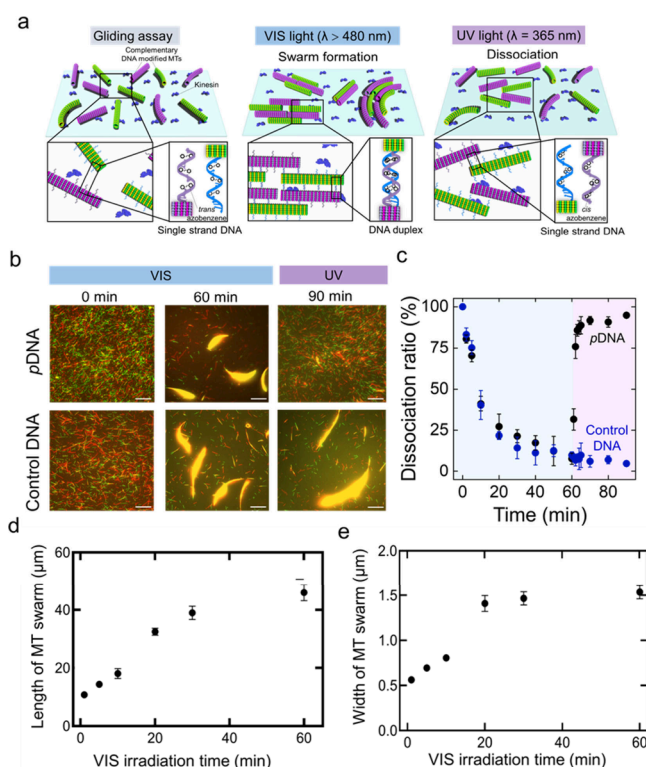 a
Gliding assay
VIS light (λ > 480 nm)
UV light (λ = 365 nm)
Complementary
DNA modified MTs
Kinesin
Swarm formation
Dissociation
trans
azobenzene
Single strand DNA
DNA duplex
cis
azobenzene
Single strand DNA
b
VIS
UV
0 min
60 min
90 min
pDNA
Control DNA
c
Dissociation ratio (%)
100
75
50
25
0
pDNA
Control
DNA
0
20
40
60
80
Time (min)
d
Length of MT swarm (μm)
60
40
20
0
0
20
40
60
VIS irradiation time (min)
e
Width of MT swarm (μm)
2.0
1.5
1.0
0.5
0.0
0
20
40
60
VIS irradiation time (min)